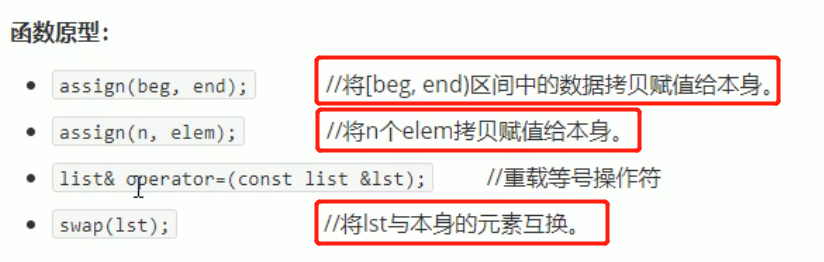 函数原型：
assign(beg, end); //将[beg, end)区间中的数据拷贝赋值给本身。
assign(n, elem); //将n个elem拷贝赋值给本身。
list& operator=(const list &lst); //重载等号操作符
swap(lst); //将lst与本身的元素互换。